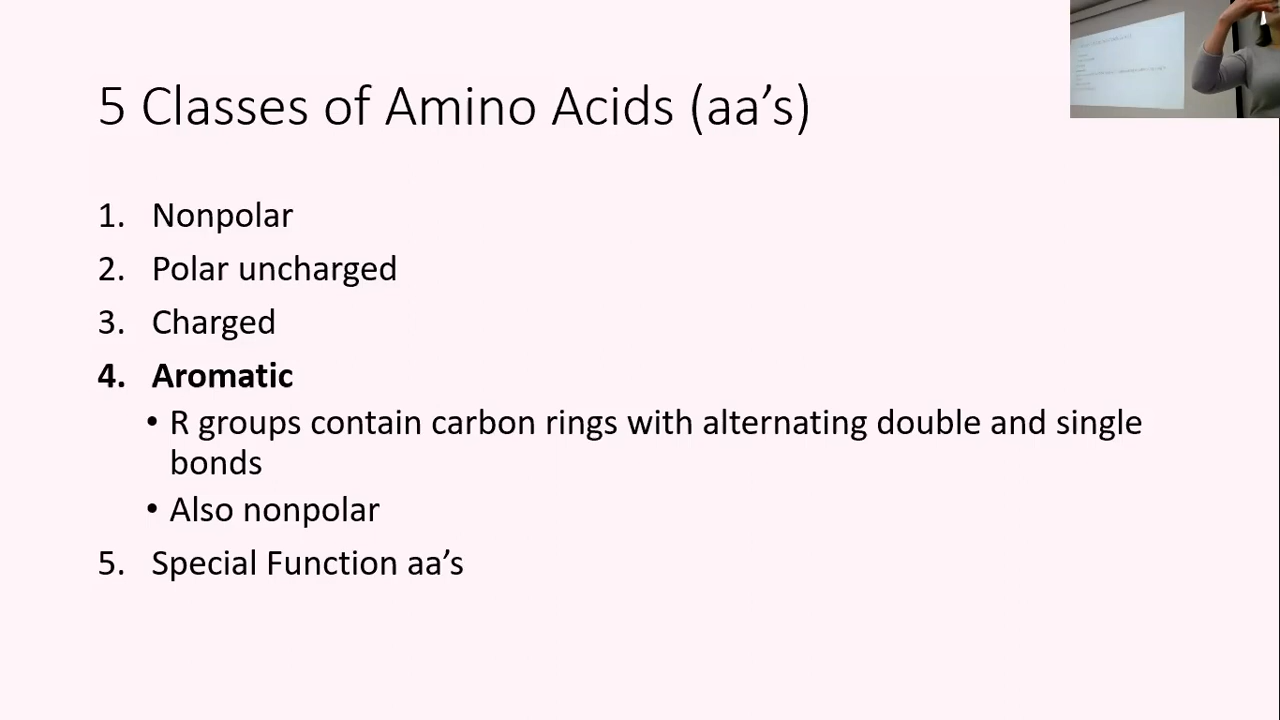 5 Classes of Amino Acids (aa’s)
1. Nonpolar
2. Polar uncharged
3. Charged
4. Aromatic
• R groups contain carbon rings with alternating double and single
bonds
• Also nonpolar
5. Special Function aa’s